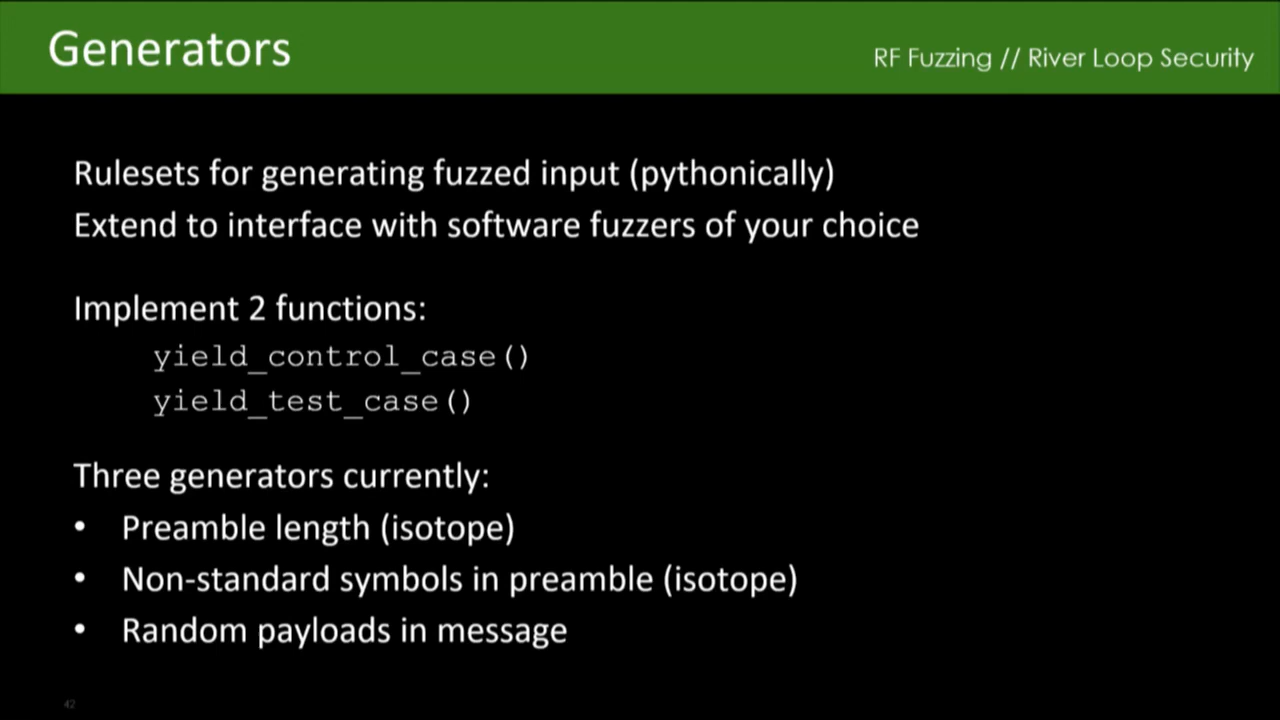 Generators
RF Fuzzing // River Loop Security
Rulesets for generating fuzzed input (pythonically)
Extend to interface with software fuzzers of your choice
Implement 2 functions:
yield_control_case()
yield_test_case()
Three generators currently:
• Preamble length (isotope)
• Non-standard symbols in preamble (isotope)
• Random payloads in message
42